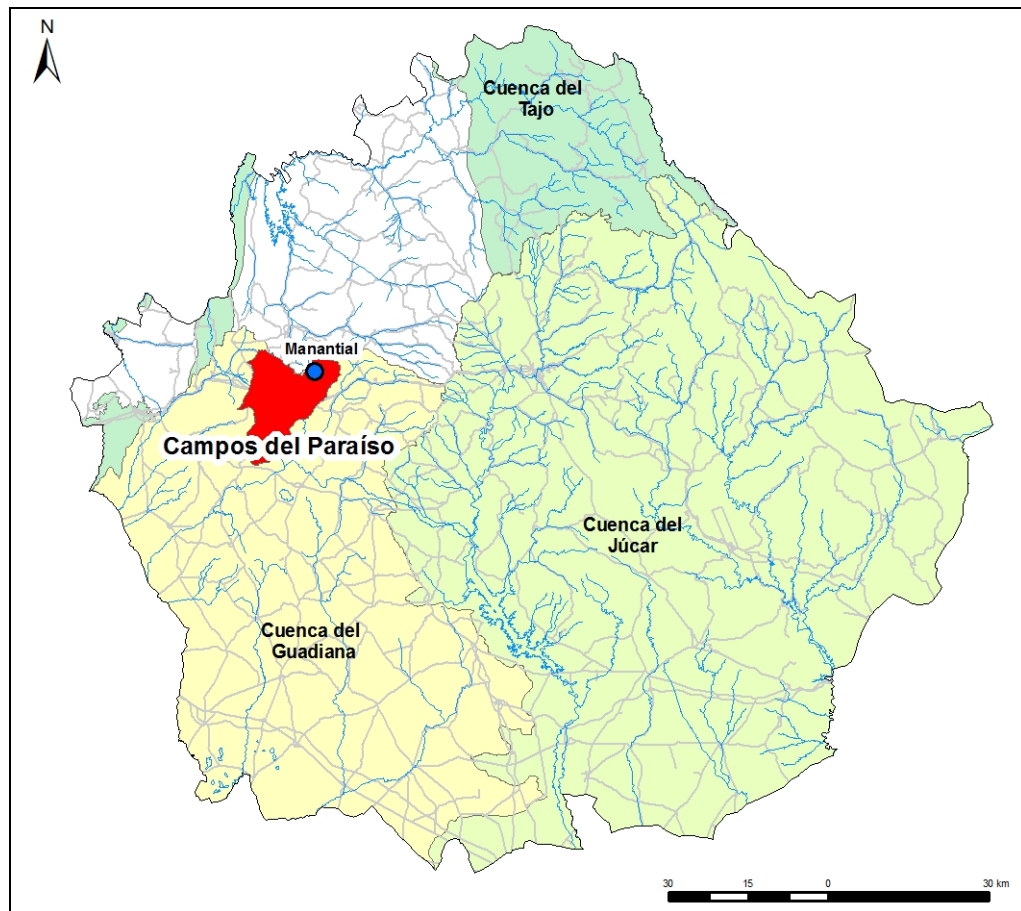 N
Cuenca del
Tajo
Manantial
Campos del Paraíso
Cuenca del
Júcar
Cuenca del
Guadiana
30 15 0 30 km